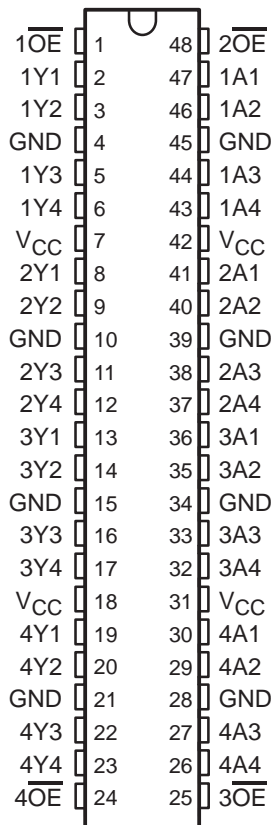 1O̅E̅ 1 48 2O̅E̅
1Y1 2 47 1A1
1Y2 3 46 1A2
GND 4 45 GND
1Y3 5 44 1A3
1Y4 6 43 1A4
VCC 7 42 VCC
2Y1 8 41 2A1
2Y2 9 40 2A2
GND 10 39 GND
2Y3 11 38 2A3
2Y4 12 37 2A4
3Y1 13 36 3A1
3Y2 14 35 3A2
GND 15 34 GND
3Y3 16 33 3A3
3Y4 17 32 3A4
VCC 18 31 VCC
4Y1 19 30 4A1
4Y2 20 29 4A2
GND 21 28 GND
4Y3 22 27 4A3
4Y4 23 26 4A4
4O̅E̅ 24 25 3O̅E̅